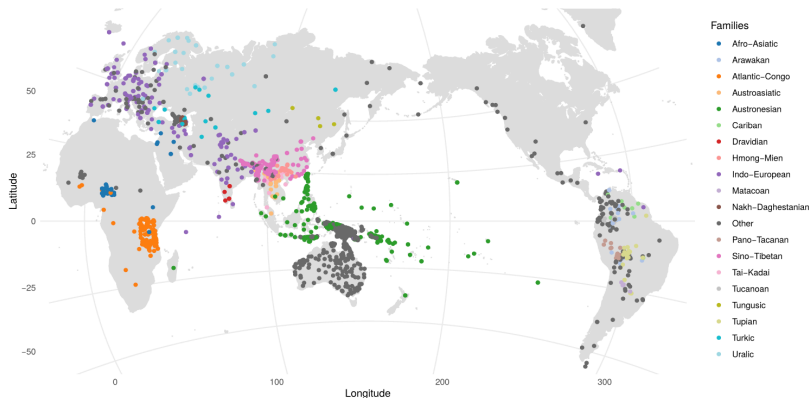 Families
Afro−Asiatic
Arawakan
Atlantic−Congo
Austroasiatic
Austronesian
Cariban
Dravidian
Hmong−Mien
Indo−European
Matacoan
Nakh−Daghestanian
Other
Pano−Tacanan
Sino−Tibetan
Tai−Kadai
Tucanoan
Tungusic
Tupian
Turkic
Uralic
Latitude
50
25
0
−25
−50
0
100
200
300
Longitude